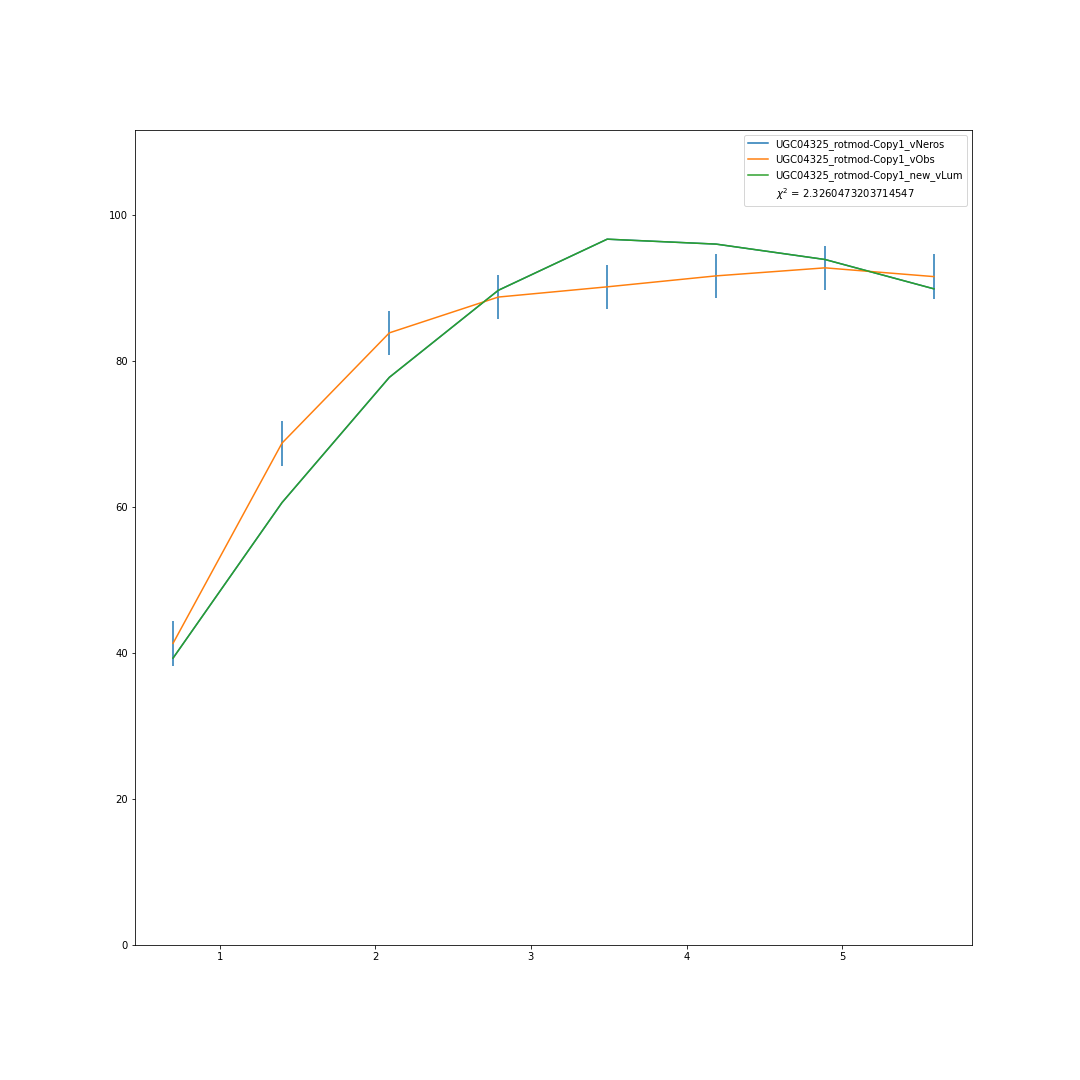 UGC04325_rotmod-Copy1_vNeros
UGC04325_rotmod-Copy1_vObs
UGC04325_rotmod-Copy1_new_vLum
χ² = 2.3260473203714547
100
80
60
40
20
0
1 2 3 4 5